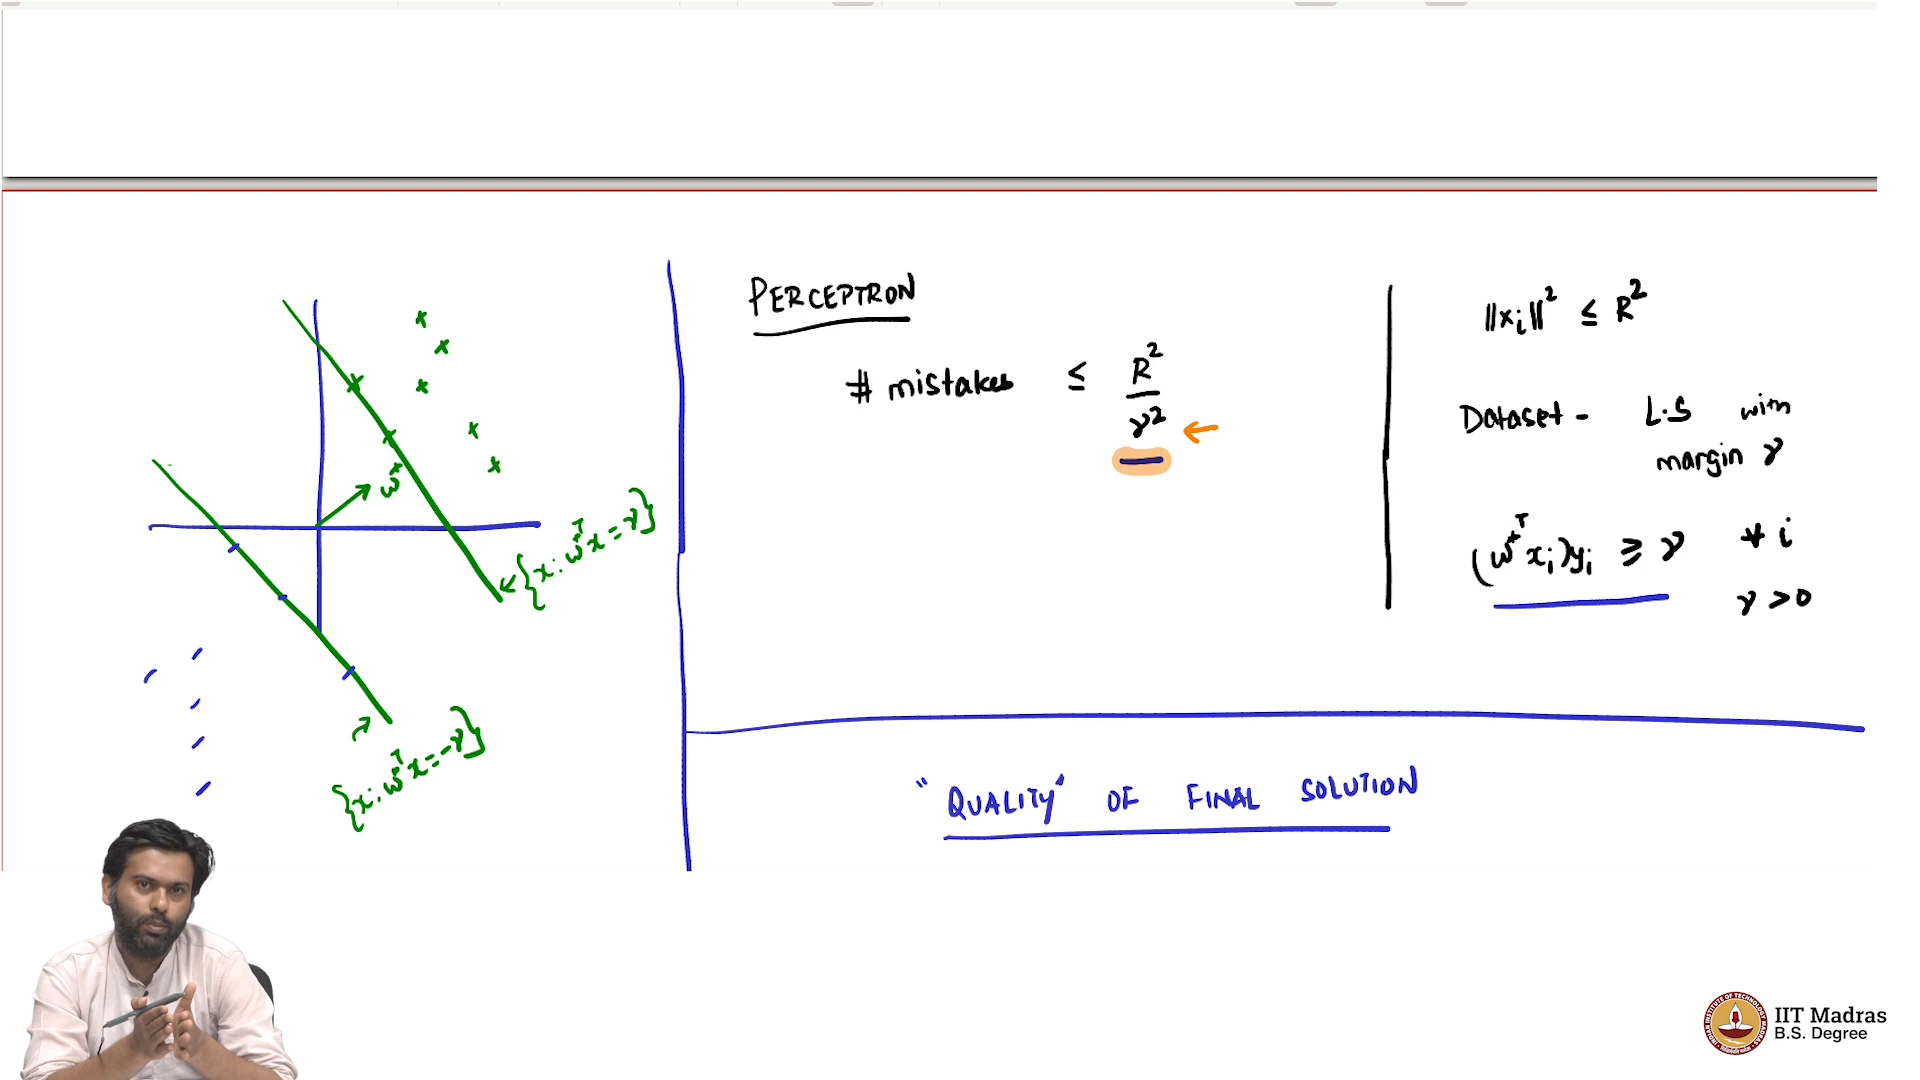 PERCEPTRON
# mistakes ≤ R²/γ²
‖xᵢ‖² ≤ R²
Dataset - L.S with
margin γ
(w*ᵀxᵢ)yᵢ ≥ γ ∀ i
γ > 0
w*
{x: w*ᵀx = γ}
{x: w*ᵀx = -γ}
"QUALITY" OF FINAL SOLUTION
IIT Madras
B.S. Degree